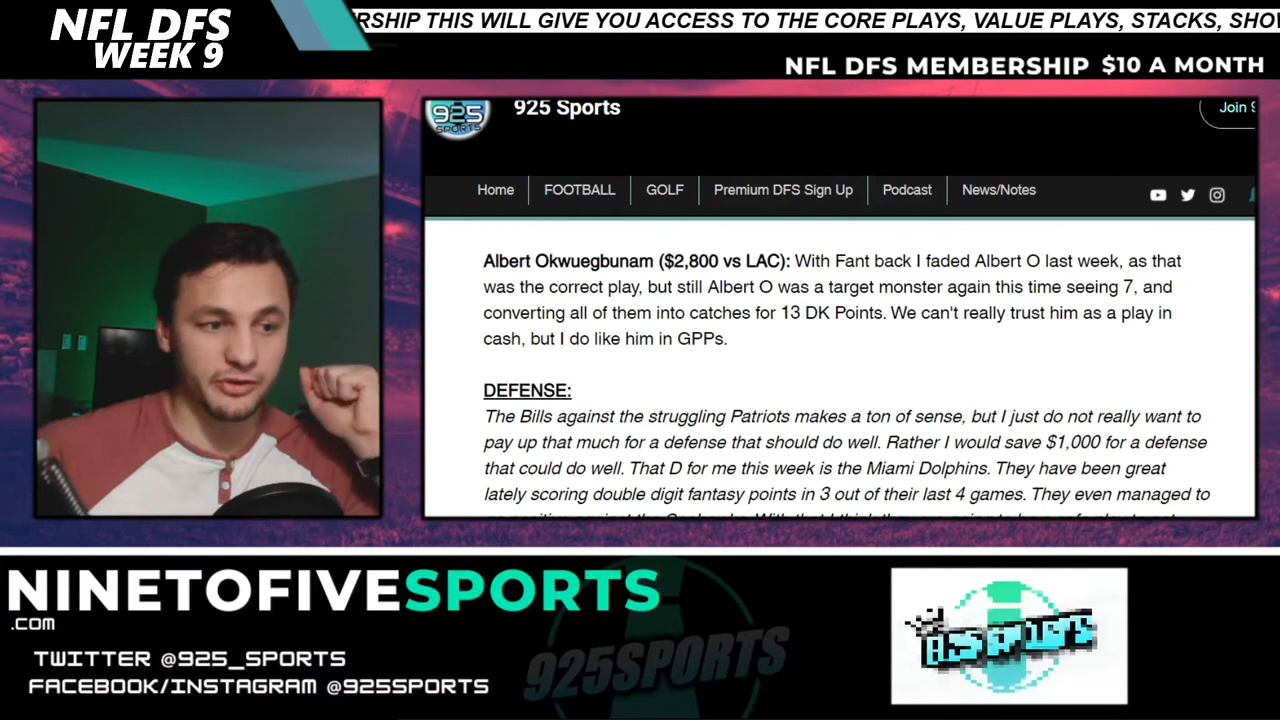 NFL DFS
WEEK 9
RSHIP THIS WILL GIVE YOU ACCESS TO THE CORE PLAYS, VALUE PLAYS, STACKS,
NFL DFS MEMBERSHIP $10 A MONTH
925
SPORTS
925 Sports
Join
Home
FOOTBALL
GOLF
Premium DFS Sign Up
Podcast
News/Notes
Albert Okwuegbunam ($2,800 vs LAC): With Fant back I faded Albert O last week, as that
was the correct play, but still Albert O was a target monster again this time seeing 7, and
converting all of them into catches for 13 DK Points. We can't really trust him as a play in
cash, but I do like him in GPPs.
DEFENSE:
The Bills against the struggling Patriots makes a ton of sense, but I just do not really want to
pay up that much for a defense that should do well. Rather I would save $1,000 for a defense
that could do well. That D for me this week is the Miami Dolphins. They have been great
lately scoring double digit fantasy points in 3 out of their last 4 games. They even managed to
NINETOFIVESPORTS
.COM
TWITTER @925_SPORTS
FACEBOOK/INSTAGRAM @925SPORTS
925SPORTS